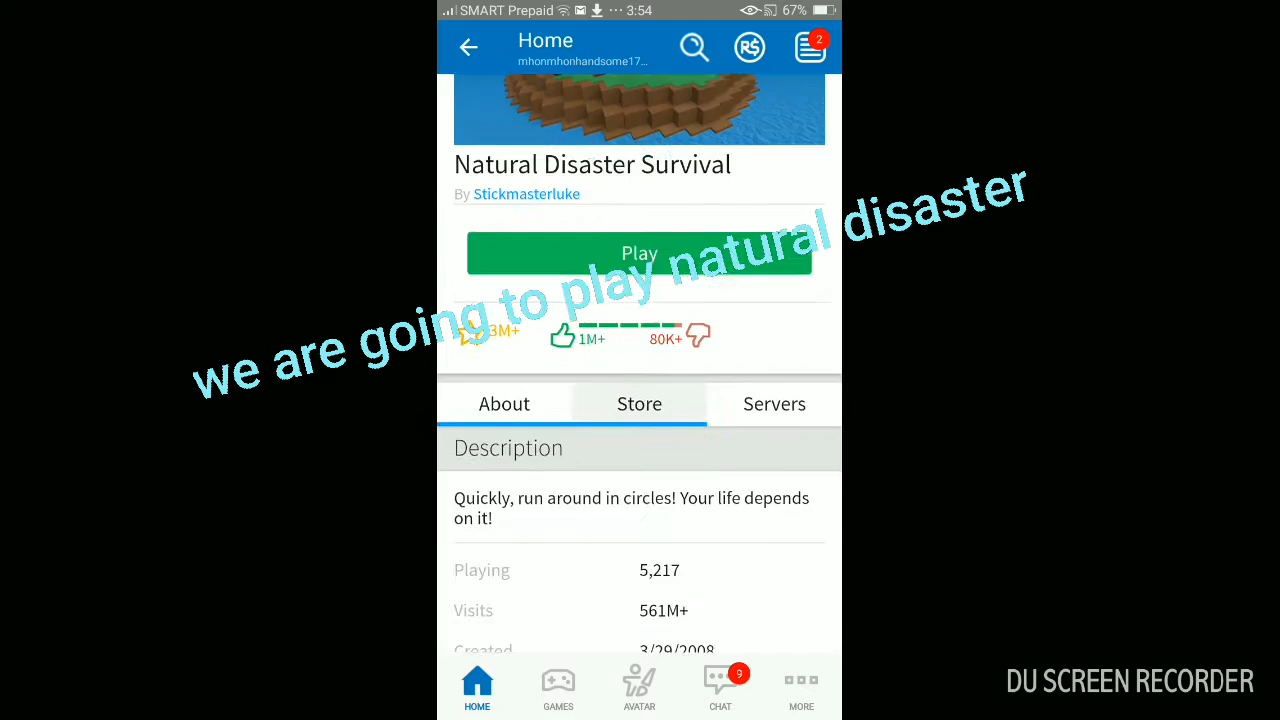 SMART Prepaid ··· 3:54 67%
Home
mhonmhonhandsome17...
R$
2
Natural Disaster Survival
By Stickmasterluke
Play
we are going to play natural disaster
3M+ 1M+ 80K+
About Store Servers
Description
Quickly, run around in circles! Your life depends
on it!
Playing 5,217
Visits 561M+
Created 3/29/2008
9
HOME GAMES AVATAR CHAT MORE
DU SCREEN RECORDER